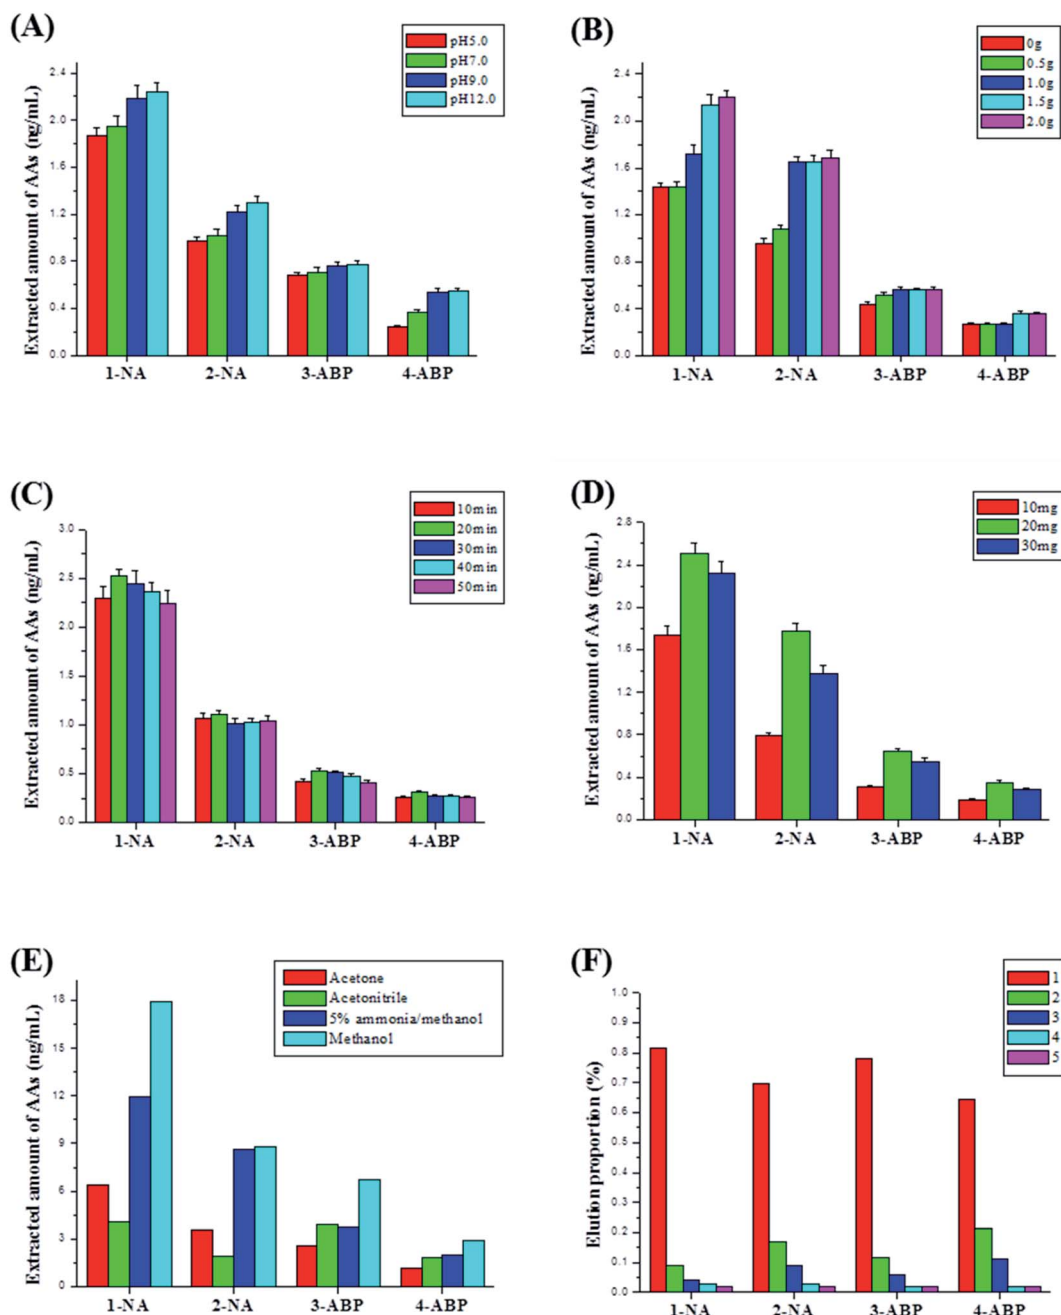 (A)
pH5.0
pH7.0
pH9.0
pH12.0
Extracted amount of AAs (ng/mL)
2.4
2.0
1.6
1.2
0.8
0.4
0.0
1-NA 2-NA 3-ABP 4-ABP
(B)
0g
0.5g
1.0g
1.5g
2.0g
Extracted amount of AAs (ng/mL)
2.4
2.0
1.6
1.2
0.8
0.4
0.0
1-NA 2-NA 3-ABP 4-ABP
(C)
10min
20min
30min
40min
50min
Extracted amount of AAs (ng/mL)
3.0
2.5
2.0
1.5
1.0
0.5
0.0
1-NA 2-NA 3-ABP 4-ABP
(D)
10mg
20mg
30mg
Extracted amount of AAs (ng/mL)
2.8
2.4
2.0
1.6
1.2
0.8
0.4
0.0
1-NA 2-NA 3-ABP 4-ABP
(E)
Acetone
Acetonitrile
5% ammonia/methanol
Methanol
Extracted amount of AAs (ng/mL)
18
15
12
9
6
3
0
1-NA 2-NA 3-ABP 4-ABP
(F)
1
2
3
4
5
Elution proportion (%)
1.0
0.9
0.8
0.7
0.6
0.5
0.4
0.3
0.2
0.1
0.0
1-NA 2-NA 3-ABP 4-ABP